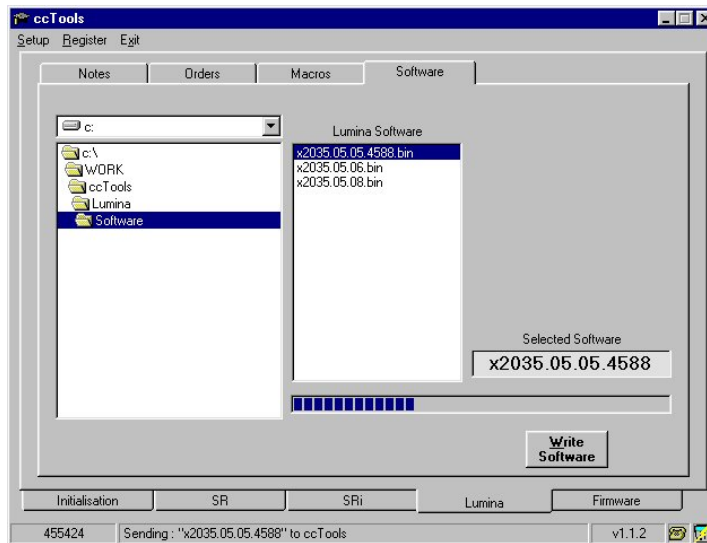 ccTools
Setup Register Exit
Notes Orders Macros Software
c:
Lumina Software
c:\
WORK
ccTools
Lumina
Software
x2035.05.05.4588.bin
x2035.05.06.bin
x2035.05.08.bin
Selected Software
x2035.05.05.4588
Write
Software
Initialisation SR SRi Lumina Firmware
455424 Sending : "x2035.05.05.4588" to ccTools v1.1.2